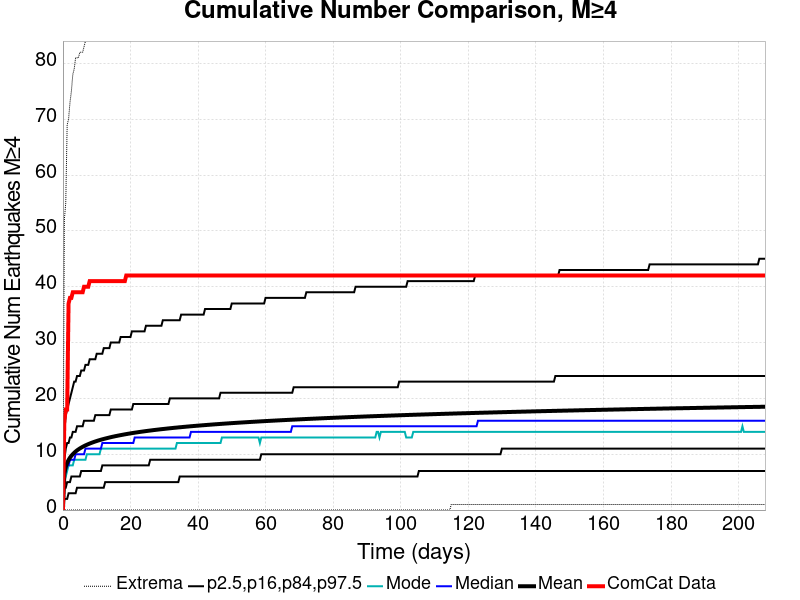 Cumulative Number Comparison, M≥4
Cumulative Num Earthquakes M≥4
80
70
60
50
40
30
20
10
0
0 20 40 60 80 100 120 140 160 180 200
Time (days)
Extrema p2.5,p16,p84,p97.5 Mode Median Mean ComCat Data